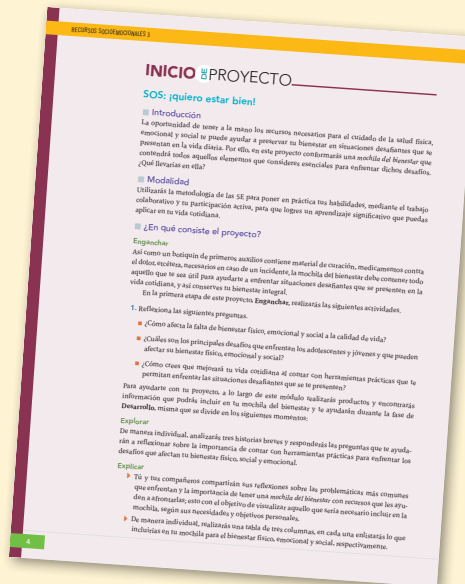 RECURSOS SOCIOEMOCIONALES 3
INICIO DE PROYECTO
SOS: ¡quiero estar bien!
Introducción
La oportunidad de tener a la mano los recursos necesarios para el cuidado de la salud física,
emocional y social te puede ayudar a preservar tu bienestar en situaciones desafiantes que se
presentan en la vida diaria. Por ello, en este proyecto conformarás una mochila del bienestar que
contendrá todos aquellos elementos que consideres esenciales para enfrentar dichos desafíos.
¿Qué llevarías en ella?
Modalidad
Utilizarás la metodología de las 5E para poner en práctica tus habilidades, mediante el trabajo
colaborativo y tu participación activa, para que logres un aprendizaje significativo que puedas
aplicar en tu vida cotidiana.
¿En qué consiste el proyecto?
Enganchar
Así como un botiquín de primeros auxilios contiene material de curación, medicamentos contra
el dolor, etcétera, necesarios en caso de un incidente, la mochila del bienestar debe contener todo
aquello que te sea útil para ayudarte a enfrentar situaciones desafiantes que se presenten en la
vida cotidiana, y así conserves tu bienestar integral.
En la primera etapa de este proyecto, Enganchar, realizarás las siguientes actividades.
1. Reflexiona las siguientes preguntas.
¿Cómo afecta la falta de bienestar físico, emocional y social a la calidad de vida?
¿Cuáles son los principales desafíos que enfrentan los adolescentes y jóvenes y que pueden
afectar su bienestar físico, emocional y social?
¿Cómo crees que mejorará tu vida cotidiana al contar con herramientas prácticas que te
permitan enfrentar las situaciones desafiantes que se te presenten?
Para ayudarte con tu proyecto, a lo largo de este módulo realizarás productos y encontrarás
información que podrás incluir en tu mochila del bienestar y te ayudarán durante la fase de
Desarrollo, misma que se divide en los siguientes momentos:
Explorar
De manera individual, analizarás tres historias breves y responderás las preguntas que te ayuda-
rán a reflexionar sobre la importancia de contar con herramientas prácticas para enfrentar los
desafíos que afectan tu bienestar físico, social y emocional.
Explicar
Tú y tus compañeros compartirán sus reflexiones sobre las problemáticas más comunes
que enfrentan y la importancia de tener una mochila del bienestar con recursos que les ayu-
den a afrontarlas; esto con el objetivo de visualizar aquello que sería necesario incluir en la
mochila, según sus necesidades y objetivos personales.
De manera individual, realizarás una tabla de tres columnas, en cada una enlistarás lo que
incluirías en tu mochila para el bienestar físico, emocional y social, respectivamente.
4